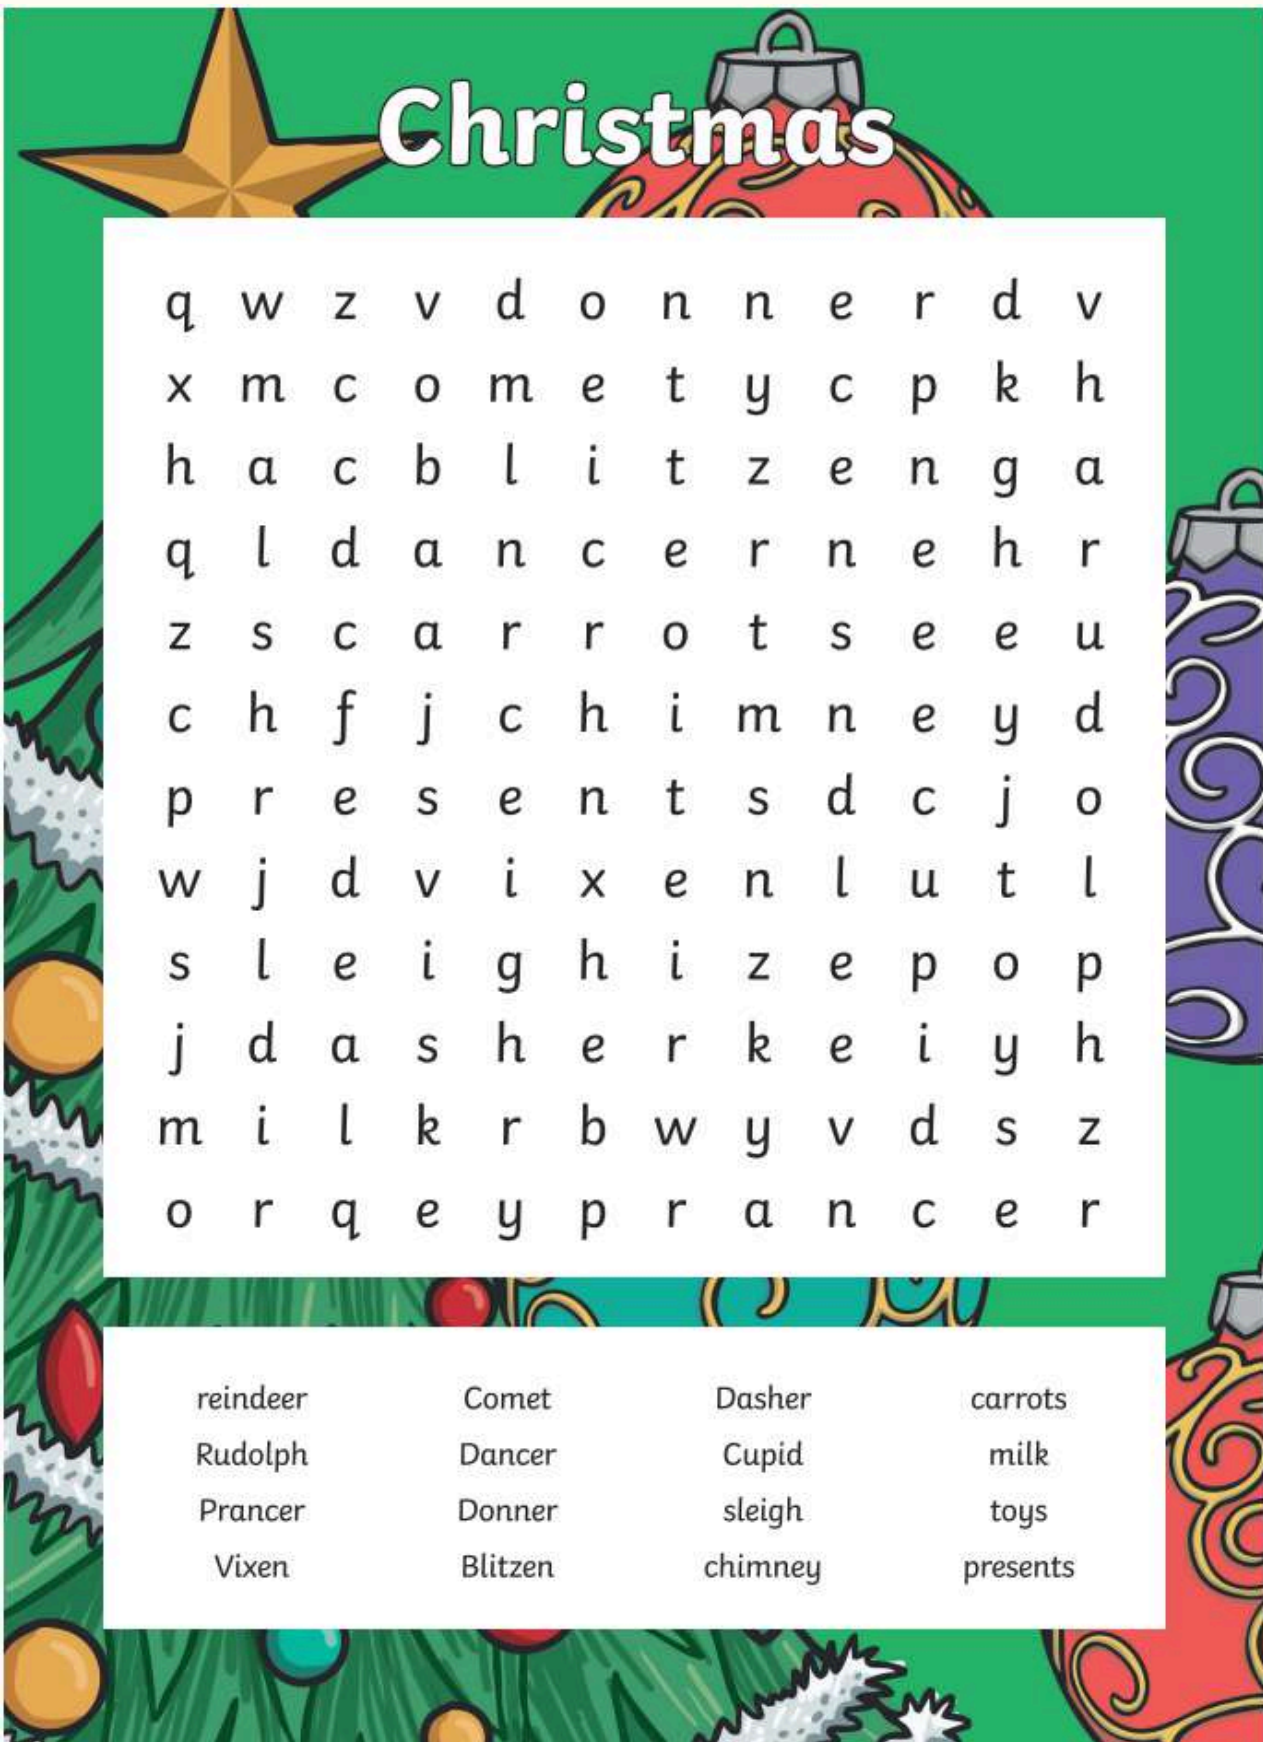 Christmas
q w z v d o n n e r d v
x m c o m e t y c p k h
h a c b l i t z e n g a
q l d a n c e r n e h r
z s c a r r o t s e e u
c h f j c h i m n e y d
p r e s e n t s d c j o
w j d v i x e n l u t l
s l e i g h i z e p o p
j d a s h e r k e i y h
m i l k r b w y v d s z
o r q e y p r a n c e r
reindeer Comet Dasher carrots
Rudolph Dancer Cupid milk
Prancer Donner sleigh toys
Vixen Blitzen chimney presents